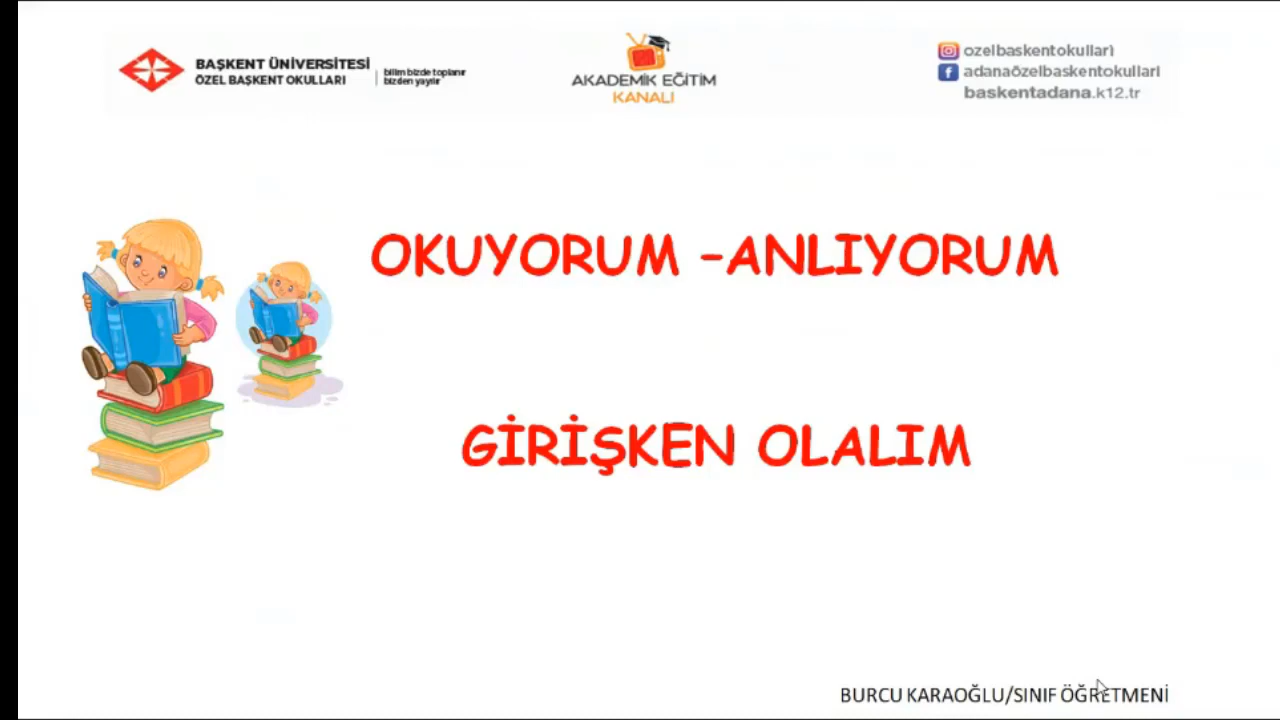 BAŞKENT ÜNİVERSİTESİ
ÖZEL BAŞKENT OKULLARI
bilim bizde toplanır
bizden yayılır
AKADEMİK EĞİTİM
KANALI
ozelbaskentokullari
adanaözelbaskentokullari
baskentadana.k12.tr
OKUYORUM -ANLIYORUM
GİRİŞKEN OLALIM
BURCU KARAOĞLU/SINIF ÖĞRETMENİ